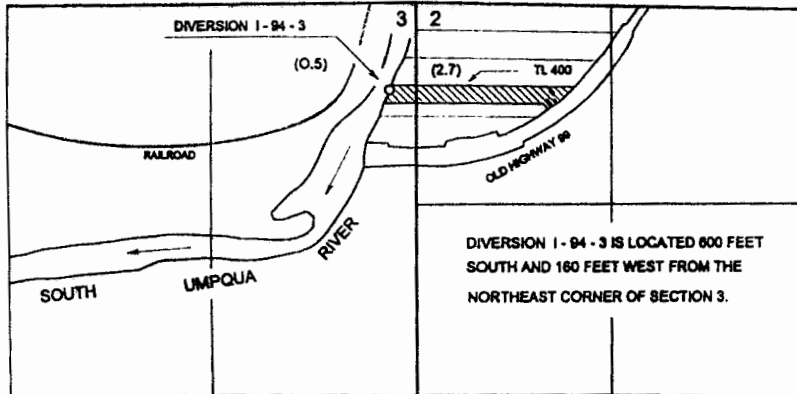 DIVERSION I - 94 - 3
3
2
(0.5)
(2.7)
TL 400
RAILROAD
OLD HIGHWAY 99
RIVER
SOUTH
UMPQUA
DIVERSION I - 94 - 3 IS LOCATED 600 FEET
SOUTH AND 160 FEET WEST FROM THE
NORTHEAST CORNER OF SECTION 3.